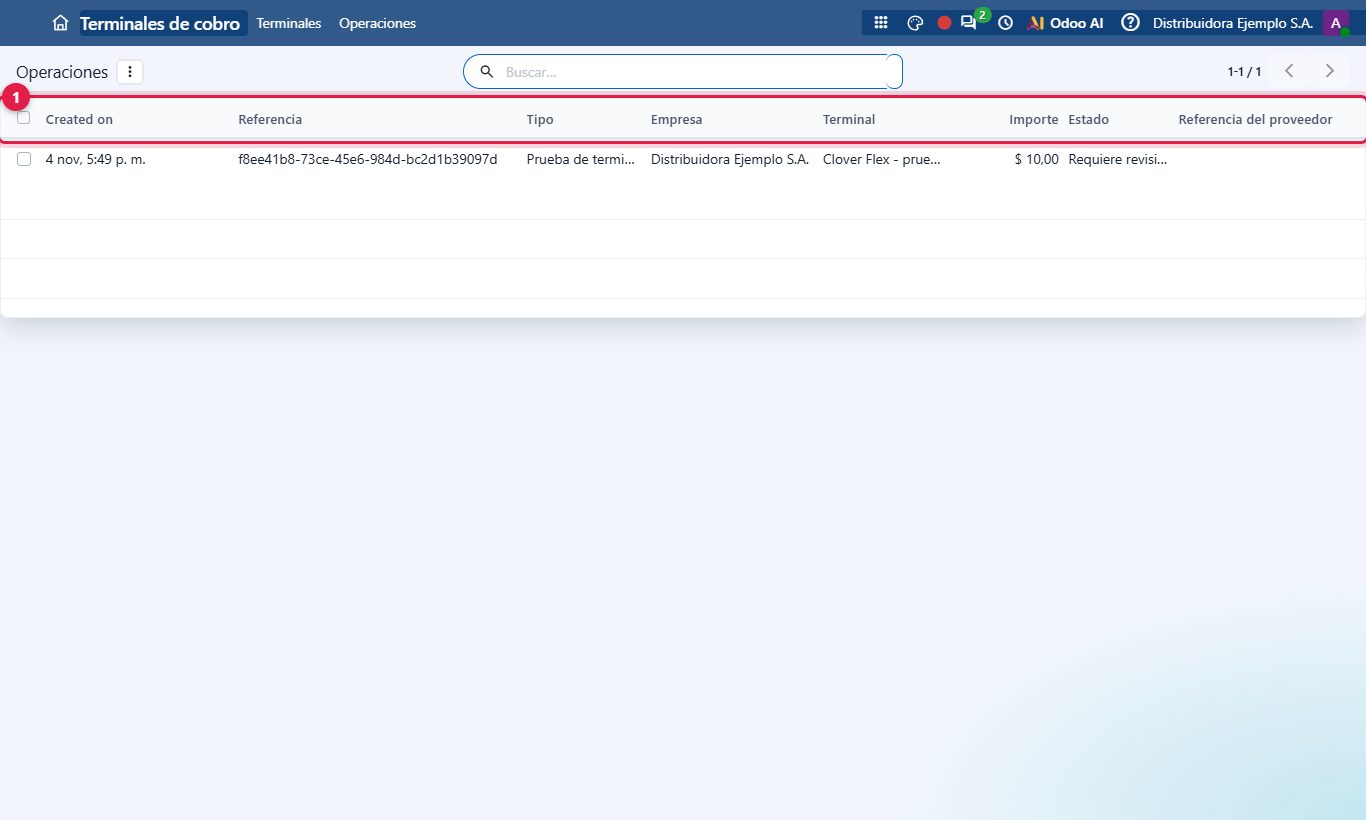 Terminales de cobro Terminales Operaciones 2 Odoo AI Distribuidora Ejemplo S.A. A
Operaciones Buscar... 1-1 / 1
1
Created on Referencia Tipo Empresa Terminal Importe Estado Referencia del proveedor
4 nov, 5:49 p. m. f8ee41b8-73ce-45e6-984d-bc2d1b39097d Prueba de termi... Distribuidora Ejemplo S.A. Clover Flex - prue... $ 10,00 Requiere revisi...